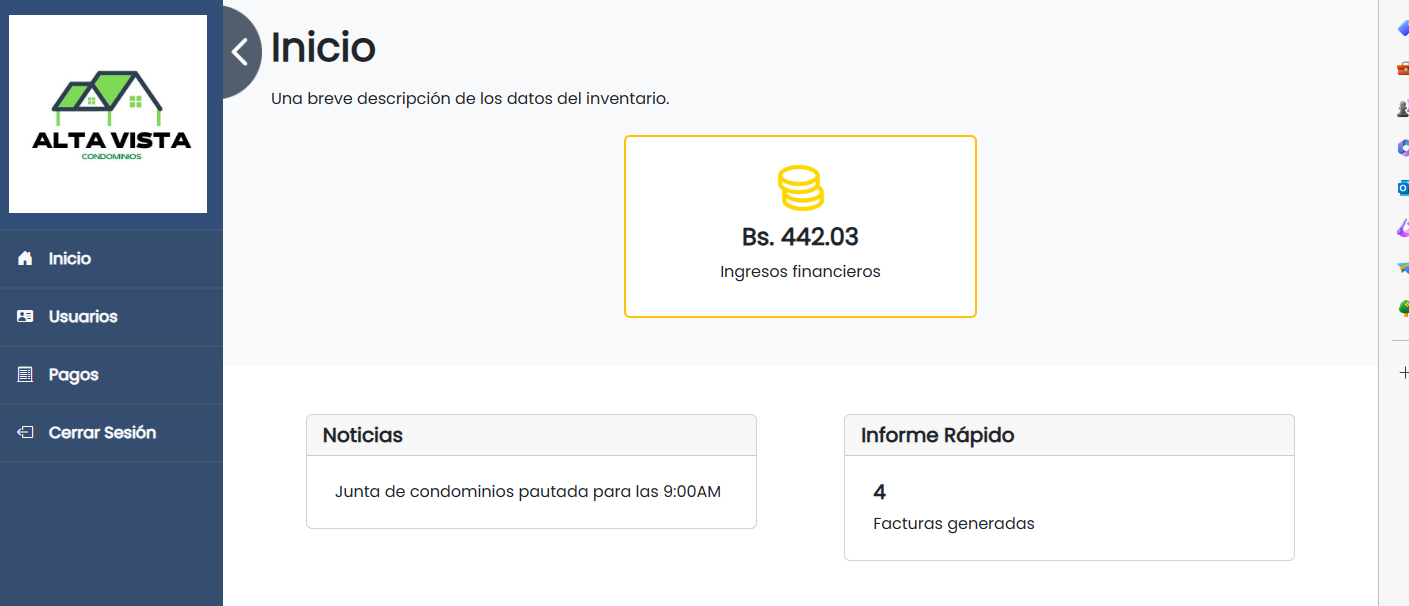 ALTA VISTA
CONDOMINIOS
Inicio
Usuarios
Pagos
Cerrar Sesión
Inicio
Una breve descripción de los datos del inventario.
Bs. 442.03
Ingresos financieros
Noticias
Junta de condominios pautada para las 9:00AM
Informe Rápido
4
Facturas generadas